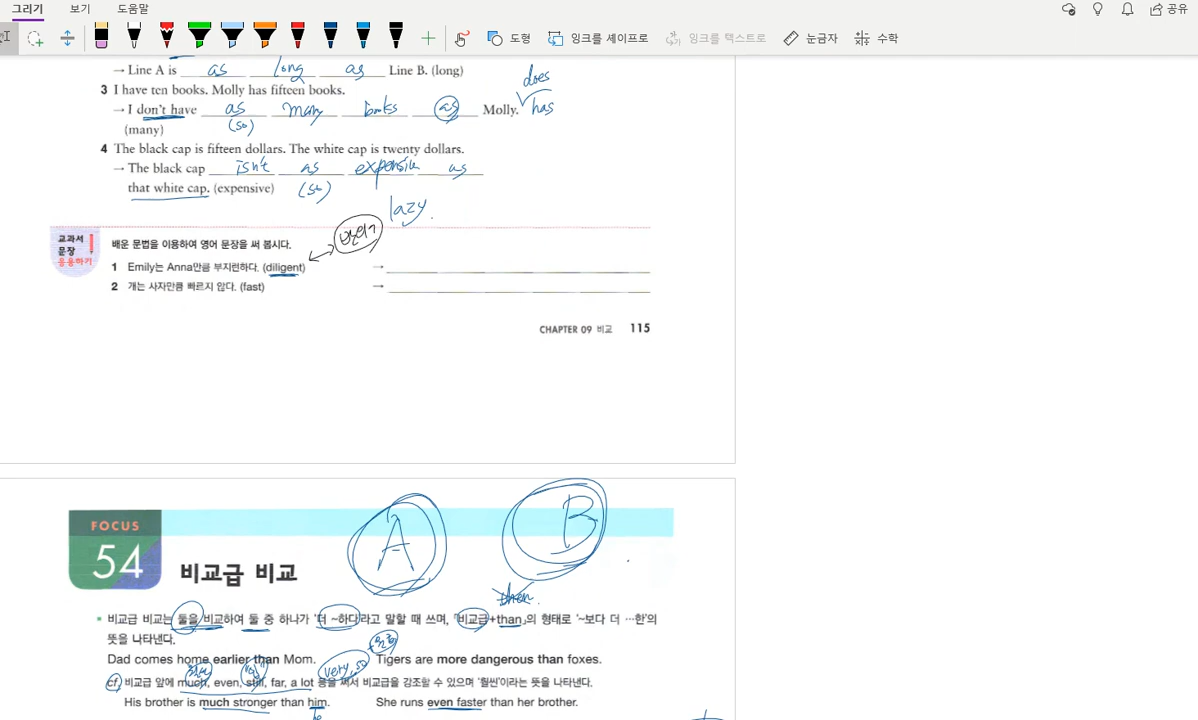 그리기 보기 도움말 공유
도형 잉크를 셰이프로 잉크를 텍스트로 눈금자 수학
→ Line A is as long as Line B. (long)
does
3 I have ten books. Molly has fifteen books.
→ I don't have as many books as Molly. has
(many) (so)
4 The black cap is fifteen dollars. The white cap is twenty dollars.
→ The black cap isn't as expensive as
that white cap. (expensive) (so)
lazy.
교과서
문장
응용하기
반의어
배운 문법을 이용하여 영어 문장을 써 봅시다.
1 Emily는 Anna만큼 부지런하다. (diligent) →
2 개는 사자만큼 빠르지 않다. (fast) →
CHAPTER 09 비교 115
A B
FOCUS
54 비교급 비교
then.
비교급 비교는 둘을 비교하여 둘 중 하나가 '더 ~하다'라고 말할 때 쓰며, 「비교급+than」의 형태로 '~보다 더 …한'의
뜻을 나타낸다.
Dad comes home earlier than Mom. Tigers are more dangerous than foxes.
very, so
cf. 비교급 앞에 much, even, still, far, a lot 등을 써서 비교급을 강조할 수 있으며 '훨씬'이라는 뜻을 나타낸다.
His brother is much stronger than him. She runs even faster than her brother.
he